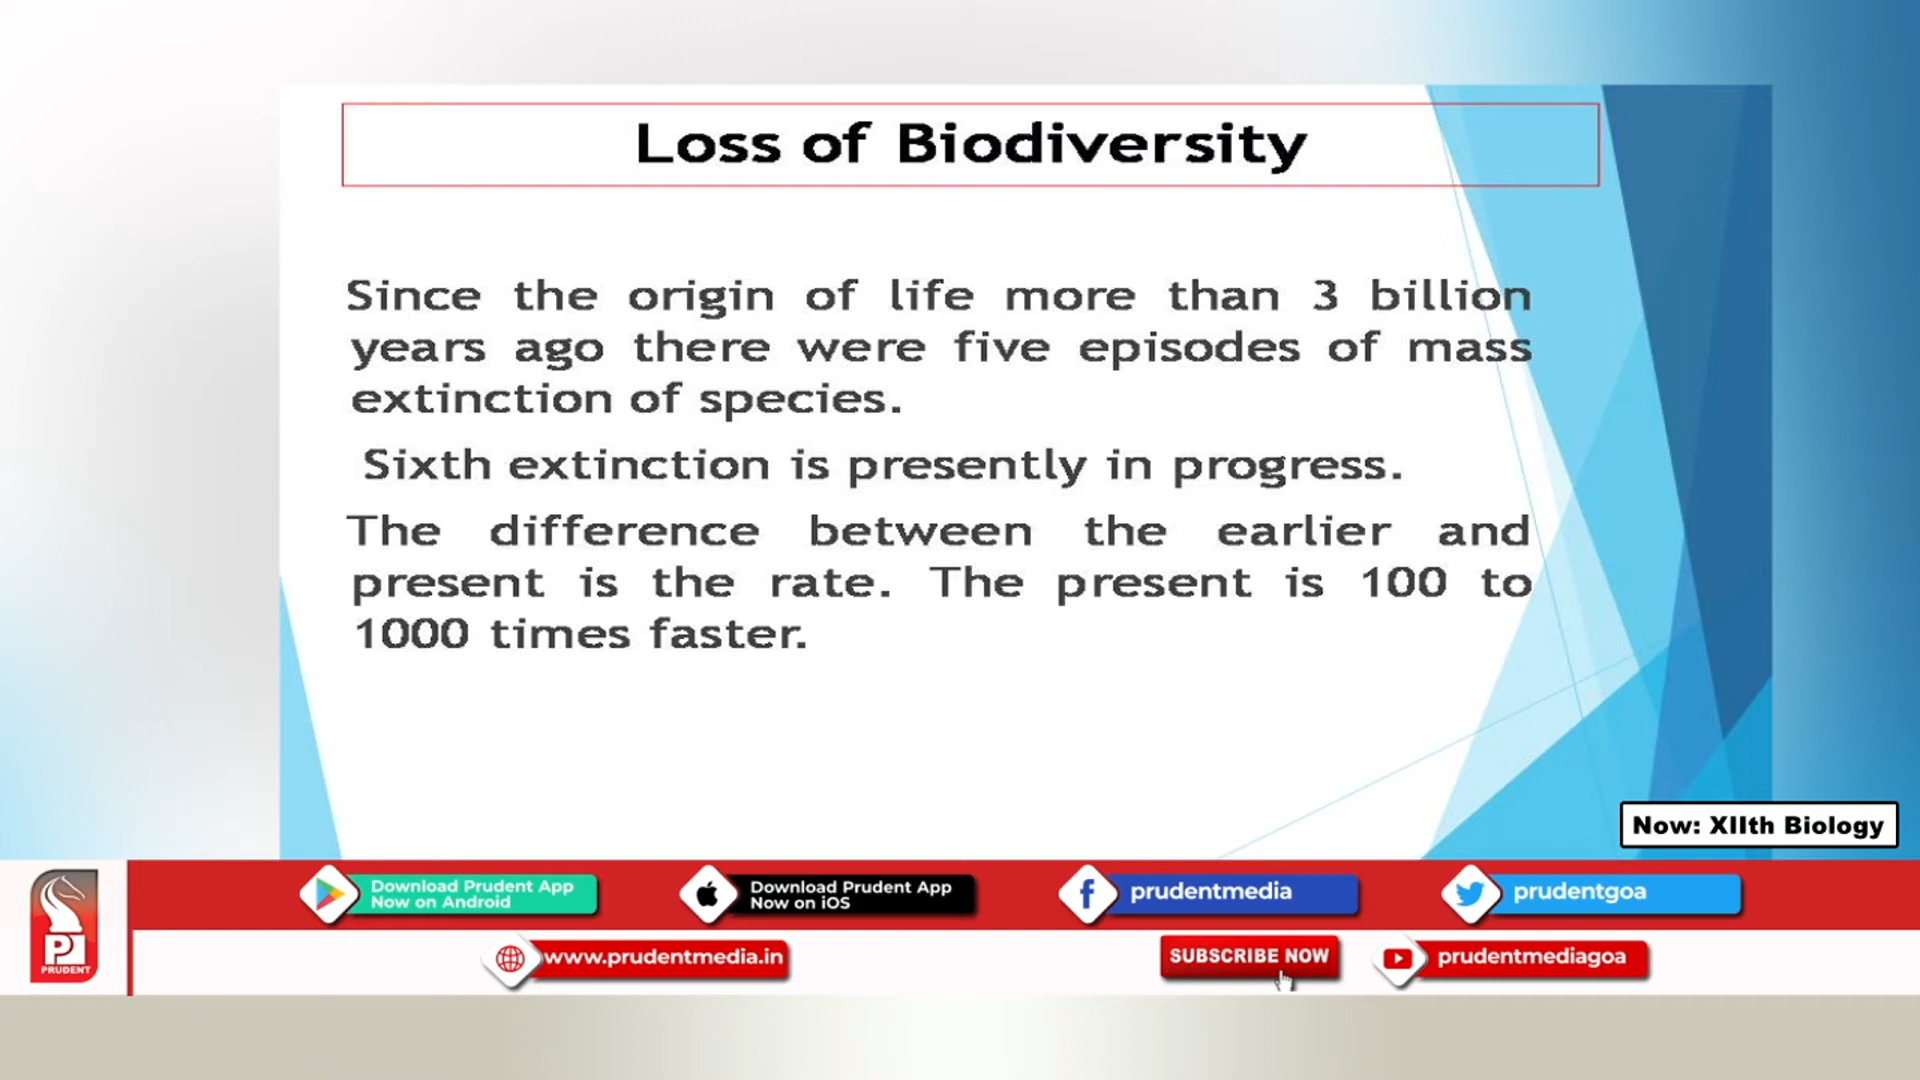 Loss of Biodiversity
Since the origin of life more than 3 billion
years ago there were five episodes of mass
extinction of species.
Sixth extinction is presently in progress.
The difference between the earlier and
present is the rate. The present is 100 to
1000 times faster.
Now: XIIth Biology
Download Prudent App
Now on Android
Download Prudent App
Now on iOS
prudentmedia
prudentgoa
PRUDENT
www.prudentmedia.in
SUBSCRIBE NOW
prudentmediagoa